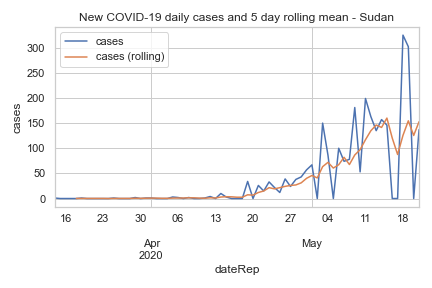 New COVID-19 daily cases and 5 day rolling mean - Sudan
cases
cases (rolling)
cases
300
250
200
150
100
50
0
16 23 30 06 13 20 27 04 11 18
Apr May
2020
dateRep